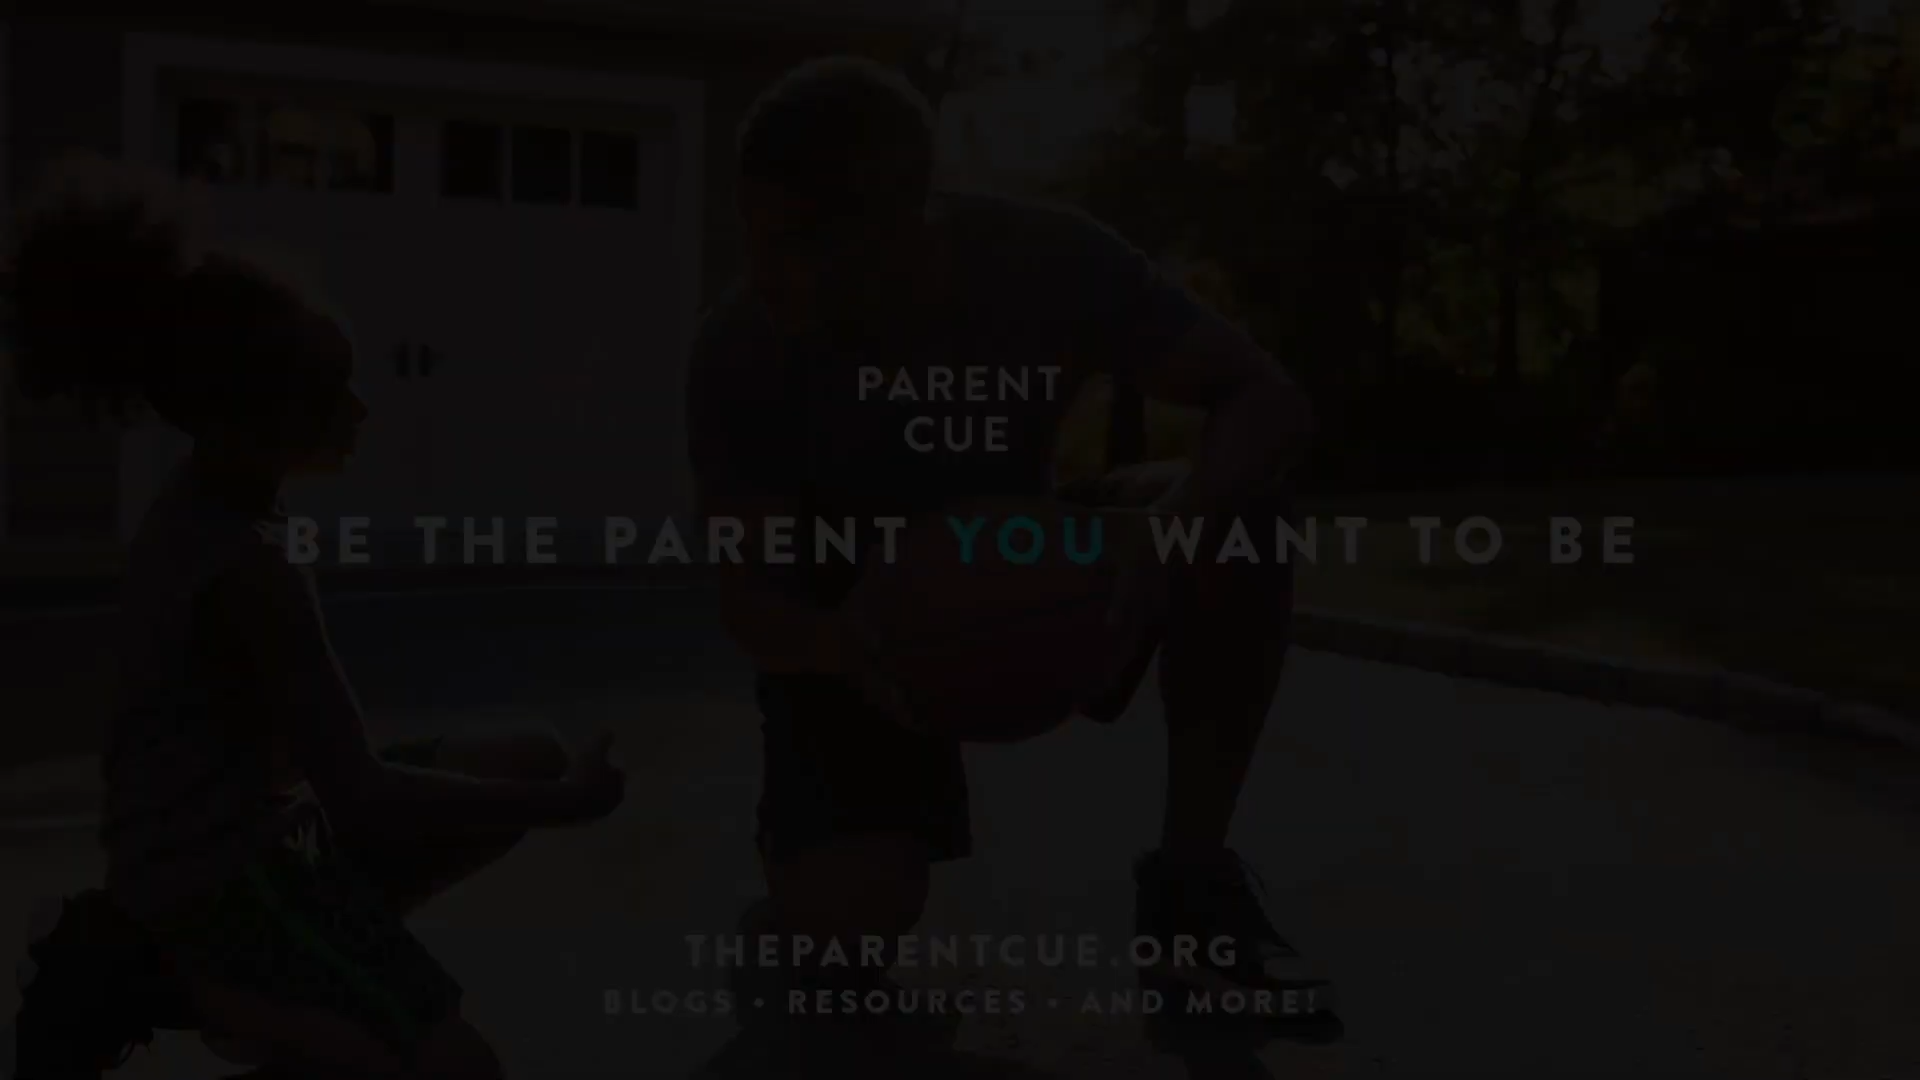 PARENT
CUE
BE THE PARENT YOU WANT TO BE
THEPARENTCUE.ORG
BLOGS • RESOURCES • AND MORE!